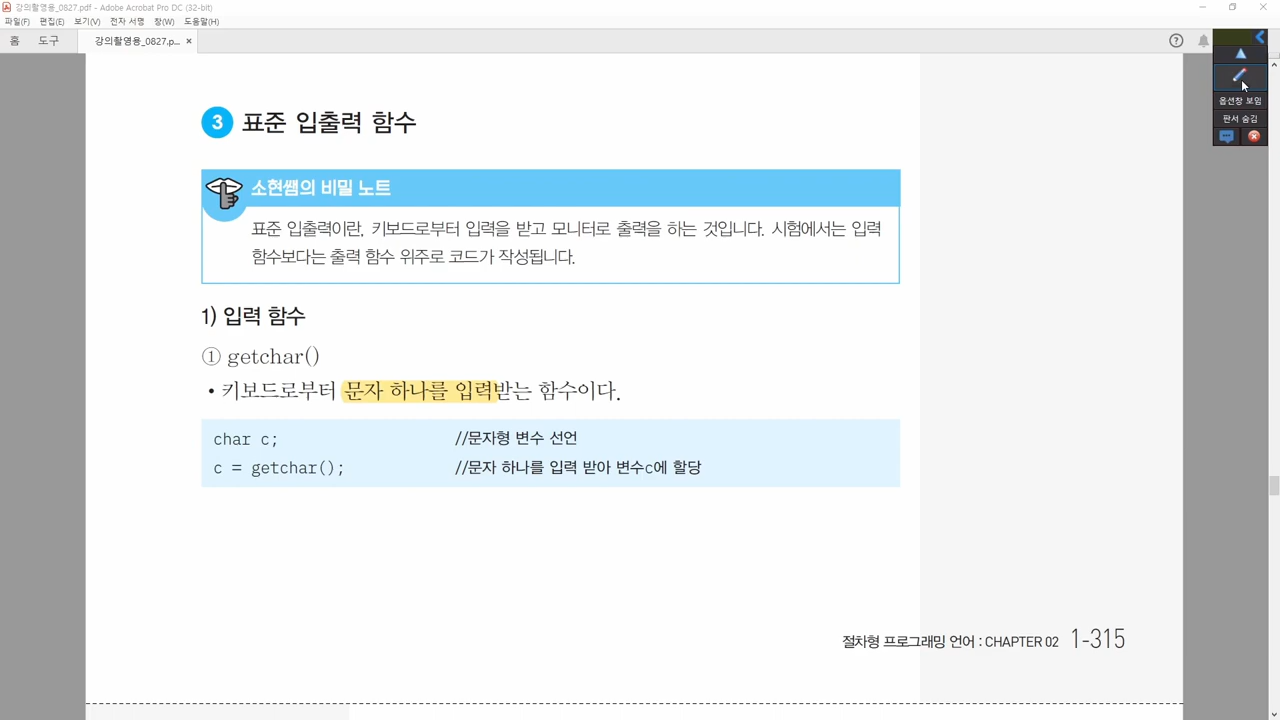 강의촬영용_0827.pdf - Adobe Acrobat Pro DC (32-bit)
파일(F) 편집(E) 보기(V) 전자 서명 창(W) 도움말(H)
홈 도구 강의촬영용_0827.p... ×
옵션창 보임
판서 숨김
3 표준 입출력 함수
소현쌤의 비밀 노트
표준 입출력이란, 키보드로부터 입력을 받고 모니터로 출력을 하는 것입니다. 시험에서는 입력
함수보다는 출력 함수 위주로 코드가 작성됩니다.
1) 입력 함수
① getchar()
• 키보드로부터 문자 하나를 입력받는 함수이다.
char c; //문자형 변수 선언
c = getchar(); //문자 하나를 입력 받아 변수c에 할당
절차형 프로그래밍 언어 : CHAPTER 02 1-315